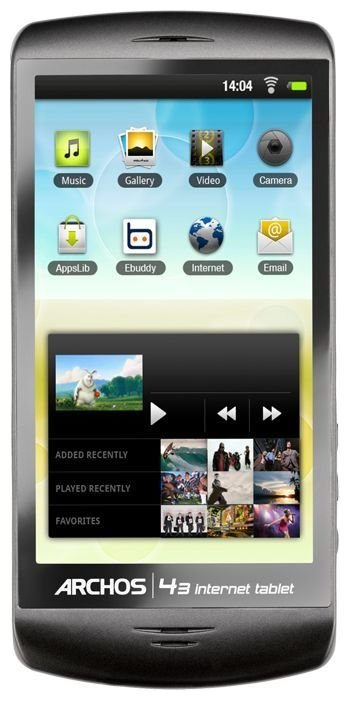 14:04
Music Gallery Video Camera
AppsLib Ebuddy Internet Email
ADDED RECENTLY
PLAYED RECENTLY
FAVORITES
ARCHOS 43 internet tablet